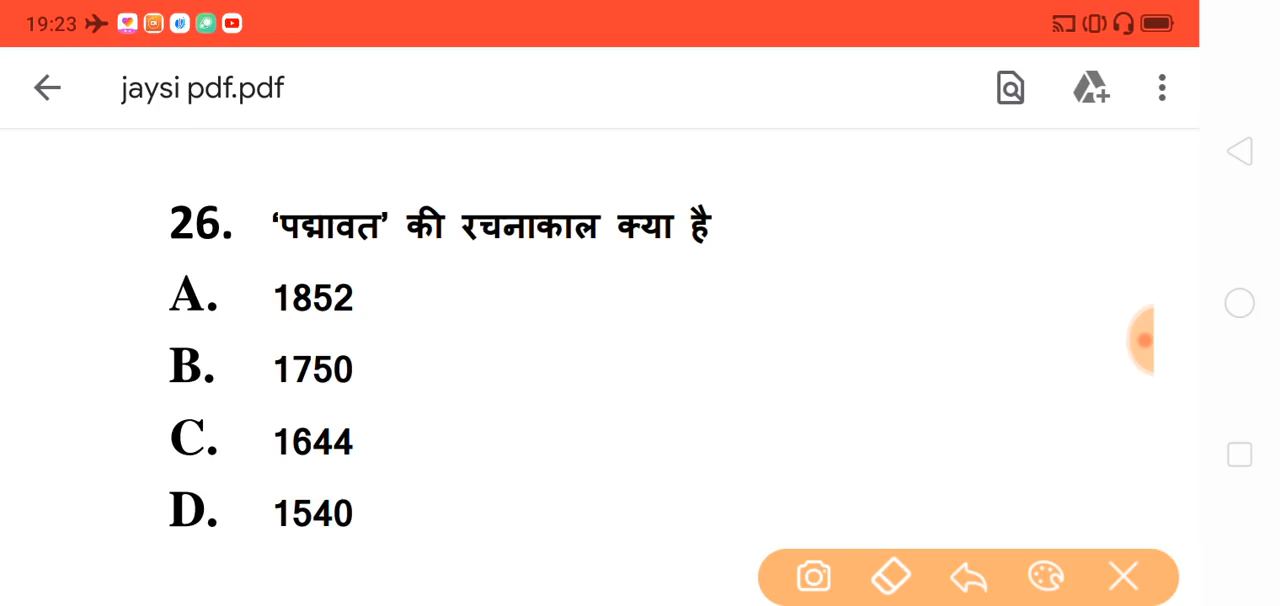 19:23
jaysi pdf.pdf
26. ‘पद्मावत’ की रचनाकाल क्या है
A. 1852
B. 1750
C. 1644
D. 1540